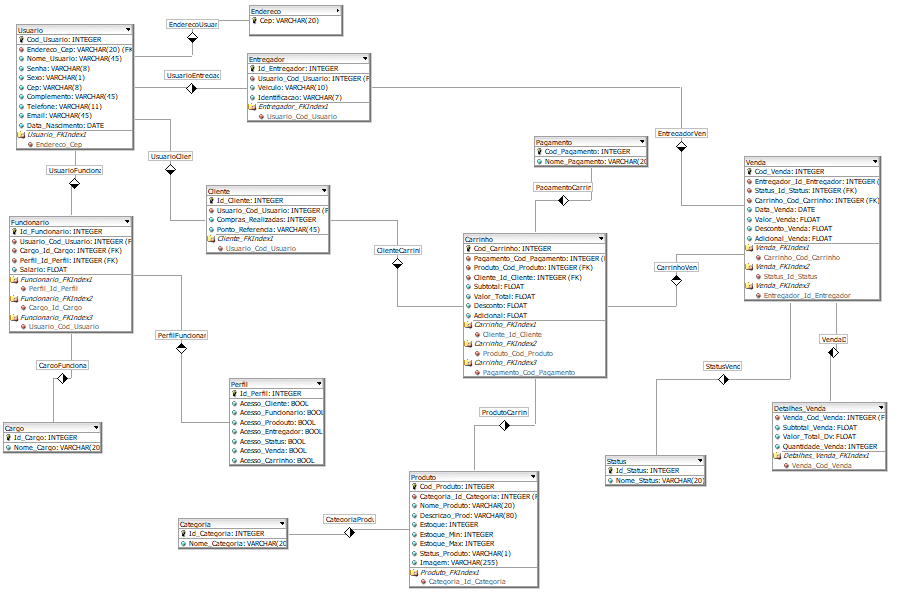 Endereco
Cep: VARCHAR(20)
EnderecoUsuar
Usuario
Cod_Usuario: INTEGER
Endereco_Cep: VARCHAR(20) (FK
Nome_Usuario: VARCHAR(45)
Senha: VARCHAR(8)
Sexo: VARCHAR(1)
Cep: VARCHAR(8)
Complemento: VARCHAR(45)
Telefone: VARCHAR(11)
Email: VARCHAR(45)
Data_Nascimento: DATE
Usuario_FKIndex1
Endereco_Cep
UsuarioEntregac
Entregador
Id_Entregador: INTEGER
Usuario_Cod_Usuario: INTEGER (F
Veiculo: VARCHAR(10)
Identificacao: VARCHAR(7)
Entregador_FKIndex1
Usuario_Cod_Usuario
EntregadorVen
UsuarioClien
UsuarioFunciona
Pagamento
Cod_Pagamento: INTEGER
Nome_Pagamento: VARCHAR(20
PagamentoCarrin
Venda
Cod_Venda: INTEGER
Entregador_Id_Entregador: INTEGER (
Status_Id_Status: INTEGER (FK)
Carrinho_Cod_Carrinho: INTEGER (FK)
Data_Venda: DATE
Valor_Venda: FLOAT
Desconto_Venda: FLOAT
Adicional_Venda: FLOAT
Venda_FKIndex1
Carrinho_Cod_Carrinho
Venda_FKIndex2
Status_Id_Status
Venda_FKIndex3
Entregador_Id_Entregador
Cliente
Id_Cliente: INTEGER
Usuario_Cod_Usuario: INTEGER (F
Compras_Realizadas: INTEGER
Ponto_Referencia: VARCHAR(45)
Cliente_FKIndex1
Usuario_Cod_Usuario
ClienteCarrini
Funcionario
Id_Funcionario: INTEGER
Usuario_Cod_Usuario: INTEGER (F
Cargo_Id_Cargo: INTEGER (FK)
Perfil_Id_Perfil: INTEGER (FK)
Salario: FLOAT
Funcionario_FKIndex1
Perfil_Id_Perfil
Funcionario_FKIndex2
Cargo_Id_Cargo
Funcionario_FKIndex3
Usuario_Cod_Usuario
Carrinho
Cod_Carrinho: INTEGER
Pagamento_Cod_Pagamento: INTEGER (
Produto_Cod_Produto: INTEGER (FK)
Cliente_Id_Cliente: INTEGER (FK)
Subtotal: FLOAT
Valor_Total: FLOAT
Desconto: FLOAT
Adicional: FLOAT
Carrinho_FKIndex1
Cliente_Id_Cliente
Carrinho_FKIndex2
Produto_Cod_Produto
Carrinho_FKIndex3
Pagamento_Cod_Pagamento
CarrinhoVen
PerfilFuncionar
CargoFunciona
StatusVend
VendaD
Perfil
Id_Perfil: INTEGER
Acesso_Cliente: BOOL
Acesso_Funcionario: BOOL
Acesso_Prodouto: BOOL
Acesso_Entregador: BOOL
Acesso_Status: BOOL
Acesso_Venda: BOOL
Acesso_Carrinho: BOOL
Cargo
Id_Cargo: INTEGER
Nome_Cargo: VARCHAR(20
ProdutoCarrin
Detalhes_Venda
Venda_Cod_Venda: INTEGER (F
Subtotal_Venda: FLOAT
Valor_Total_Dv: FLOAT
Quantidade_Venda: INTEGER
Detalhes_Venda_FKIndex1
Venda_Cod_Venda
Status
Id_Status: INTEGER
Nome_Status: VARCHAR(20)
Produto
Cod_Produto: INTEGER
Categoria_Id_Categoria: INTEGER (F
Nome_Produto: VARCHAR(20)
Descricao_Prod: VARCHAR(80)
Estoque: INTEGER
Estoque_Min: INTEGER
Estoque_Max: INTEGER
Status_Produto: VARCHAR(1)
Imagem: VARCHAR(255)
Produto_FKIndex1
Categoria_Id_Categoria
CategoriaProdu
Categoria
Id_Categoria: INTEGER
Nome_Categoria: VARCHAR(20